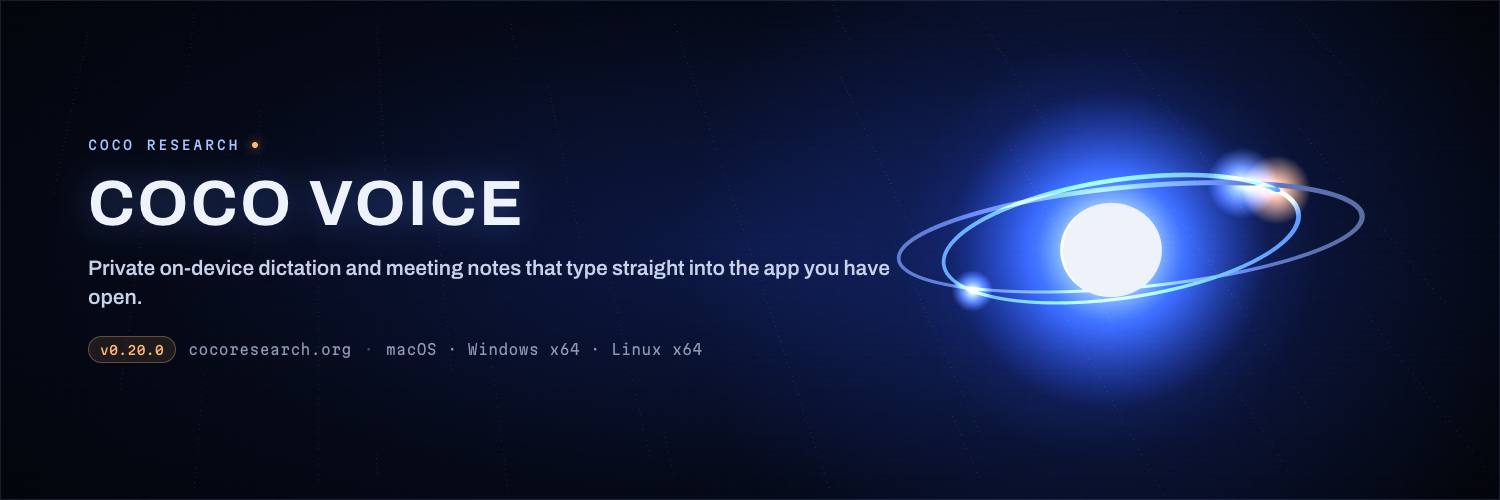 COCO RESEARCH
COCO VOICE
Private on-device dictation and meeting notes that type straight into the app you have
open.
v0.20.0 cocoresearch.org · macOS · Windows x64 · Linux x64